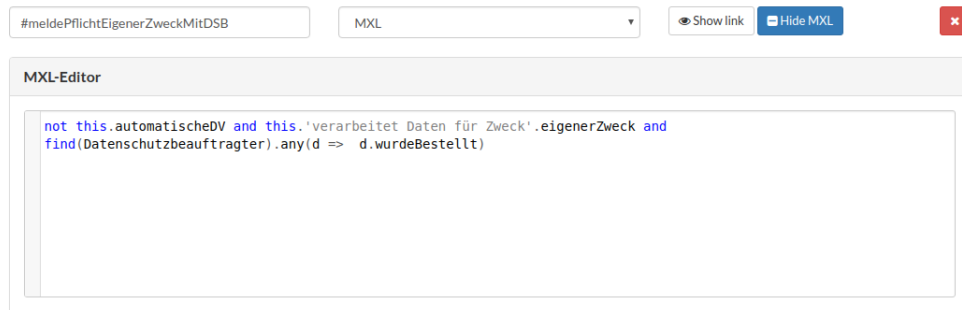 #meldePflichtEigenerZweckMitDSB MXL Show link Hide MXL
MXL-Editor
not this.automatischeDV and this.'verarbeitet Daten für Zweck'.eigenerZweck and
find(Datenschutzbeauftragter).any(d =>  d.wurdeBestellt)